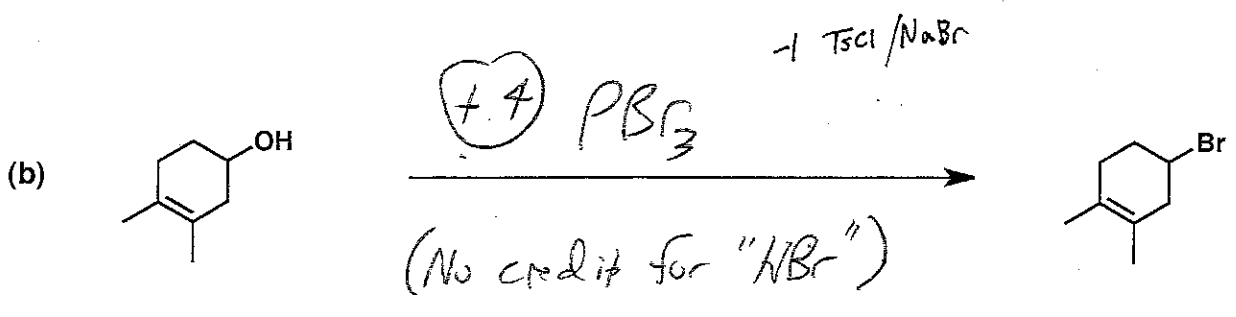 -1 TsCl/NaBr
+4 PBr3
(b)
OH
Br
(No credit for "HBr")